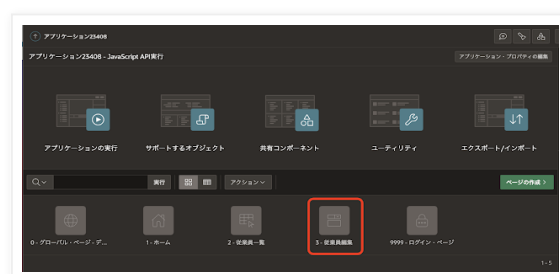 アプリケーション23408
アプリケーション23408 - JavaScript API実行
アプリケーション・プロパティの編集
アプリケーションの実行
サポートするオブジェクト
共有コンポーネント
ユーティリティ
エクスポート/インポート
実行
アクション
ページの作成
0 - グローバル・ページ - デ...
1 - ホーム
2 - 従業員一覧
3 - 従業員編集
9999 - ログイン・ページ
1 - 5